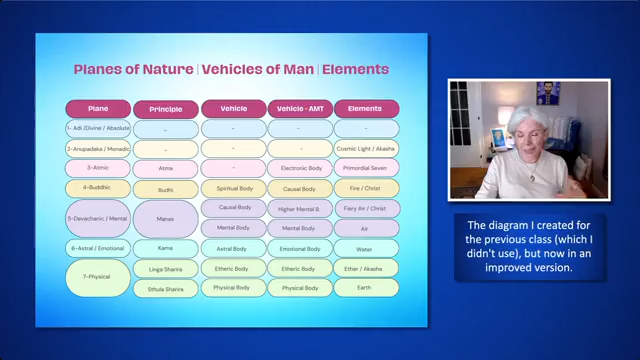 Planes of Nature | Vehicles of Man | Elements
Plane Principle Vehicle Vehicle - AMT Elements
1- Adi /Divine / Absolute - - - -
2-Anupadaka / Monadic - - - Cosmic Light / Akasha
3-Atmic Atma - Electronic Body Primordial Seven
4-Buddhic Budhi Spiritual Body Causal Body Fire / Christ
5-Devachanic / Mental Manas Causal Body Higher Mental B Fiery Air / Christ
Mental Body Mental Body Air
6-Astral / Emotional Kama Astral Body Emotional Body Water
7-Physical Linga Sharira Etheric Body Etheric Body Ether / Akasha
Sthula Sharira Physical Body Physical Body Earth
The diagram I created for
the previous class (which I
didn't use), but now in an
improved version.